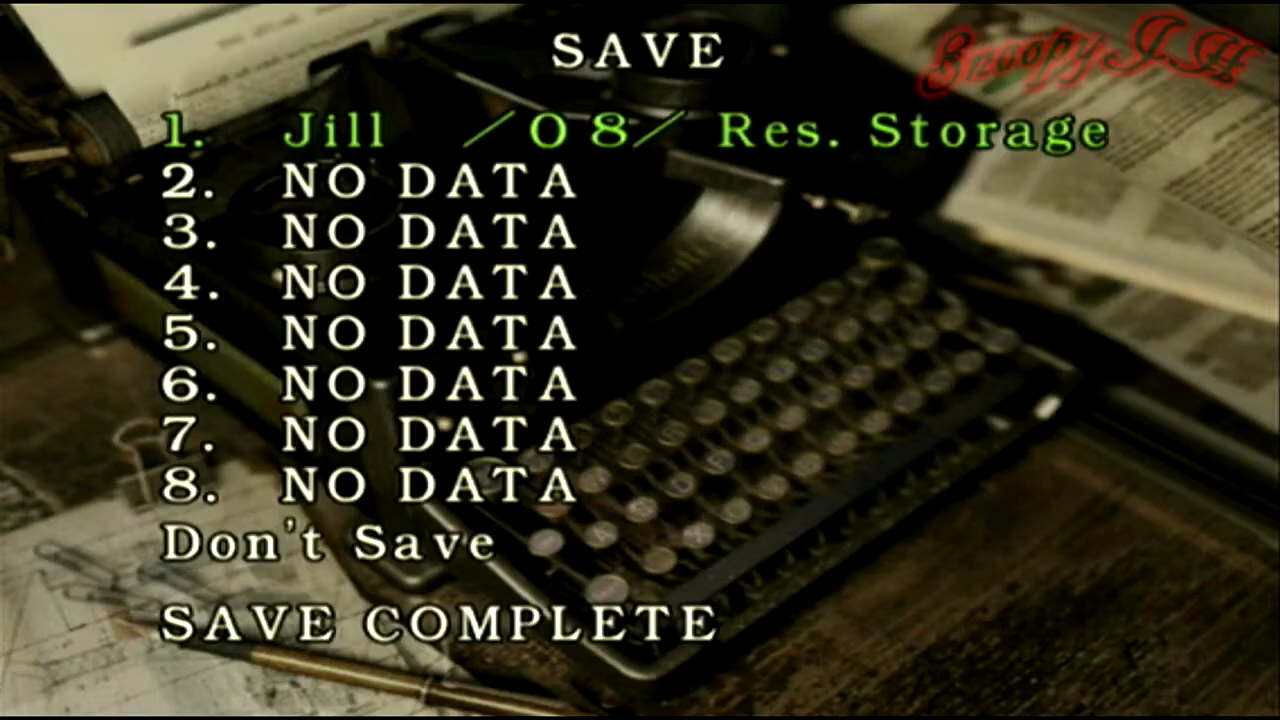 SAVE
Snoopy J.H
1. Jill /08/ Res. Storage
2. NO DATA
3. NO DATA
4. NO DATA
5. NO DATA
6. NO DATA
7. NO DATA
8. NO DATA
Don't Save
SAVE COMPLETE